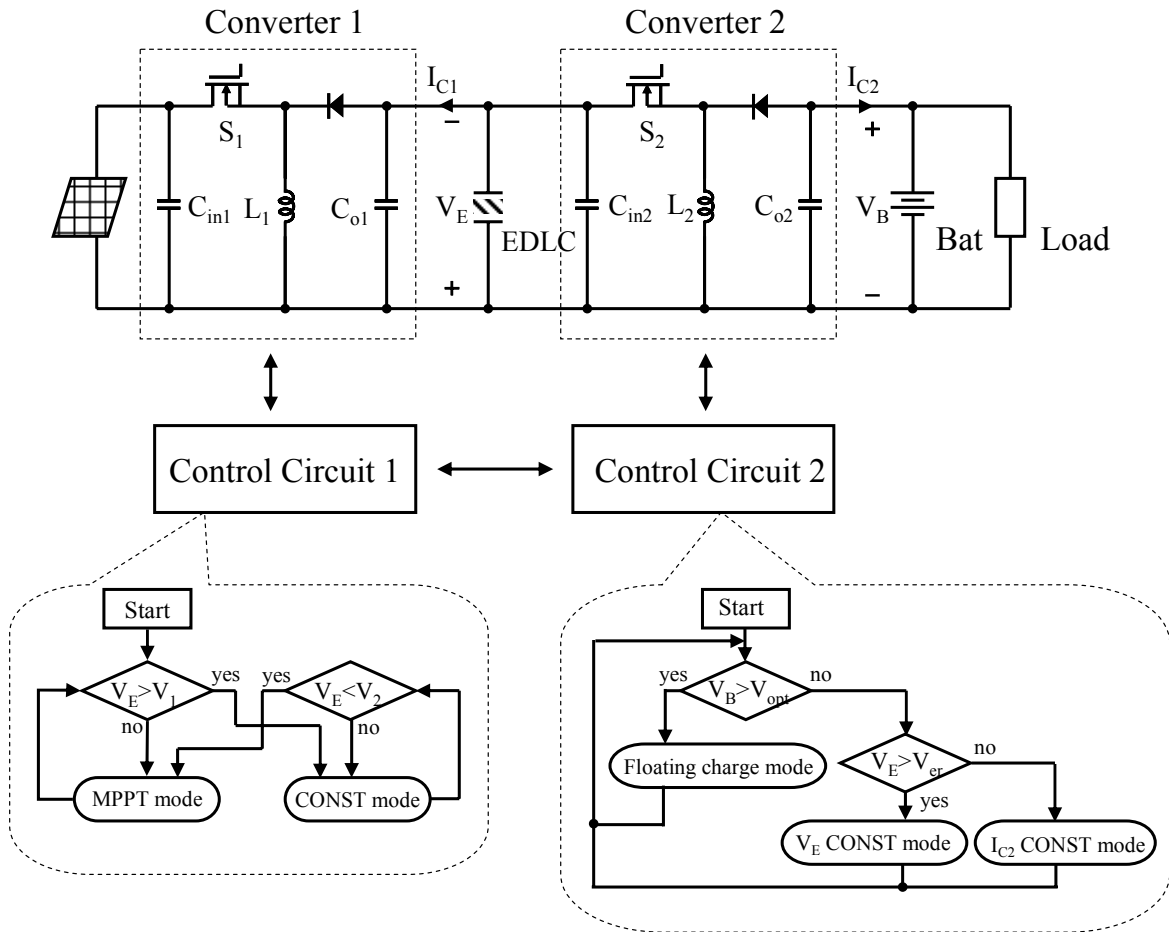 Converter 1
Converter 2
I_C1
I_C2
−
+
S_1
S_2
C_in1
L_1
C_o1
V_E
EDLC
C_in2
L_2
C_o2
V_B
Bat
Load
+
−
Control Circuit 1
Control Circuit 2
Start
V_E>V_1
yes
no
yes
V_E<V_2
no
MPPT mode
CONST mode
Start
yes
V_B>V_opt
no
Floating charge mode
V_E>V_er
no
yes
V_E CONST mode
I_C2 CONST mode